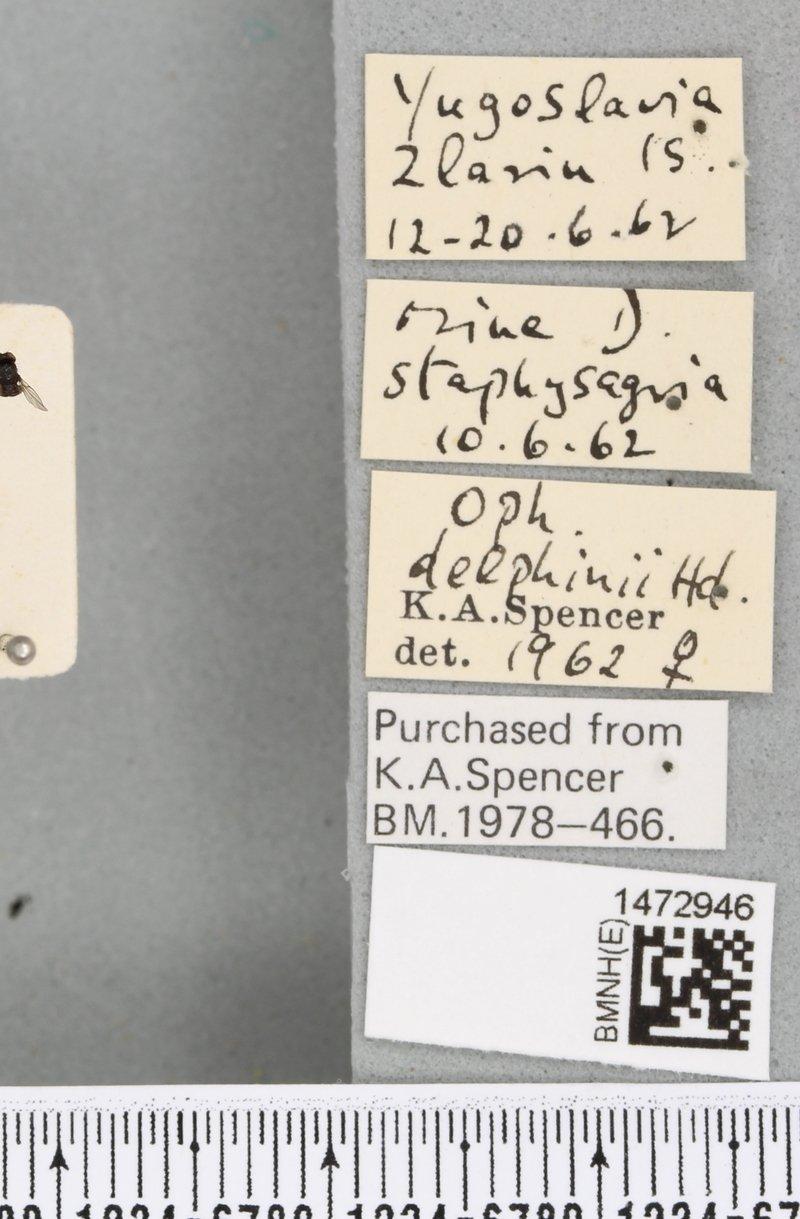 Yugoslavia
Zlarin IS.
12-20.6.62
mine D.
staphysagria
10.6.62
Oph.
delphinii Hd.
K.A.Spencer
det. 1962 ♀
Purchased from
K.A.Spencer
BM.1978–466.
1472946
BMNH(E)